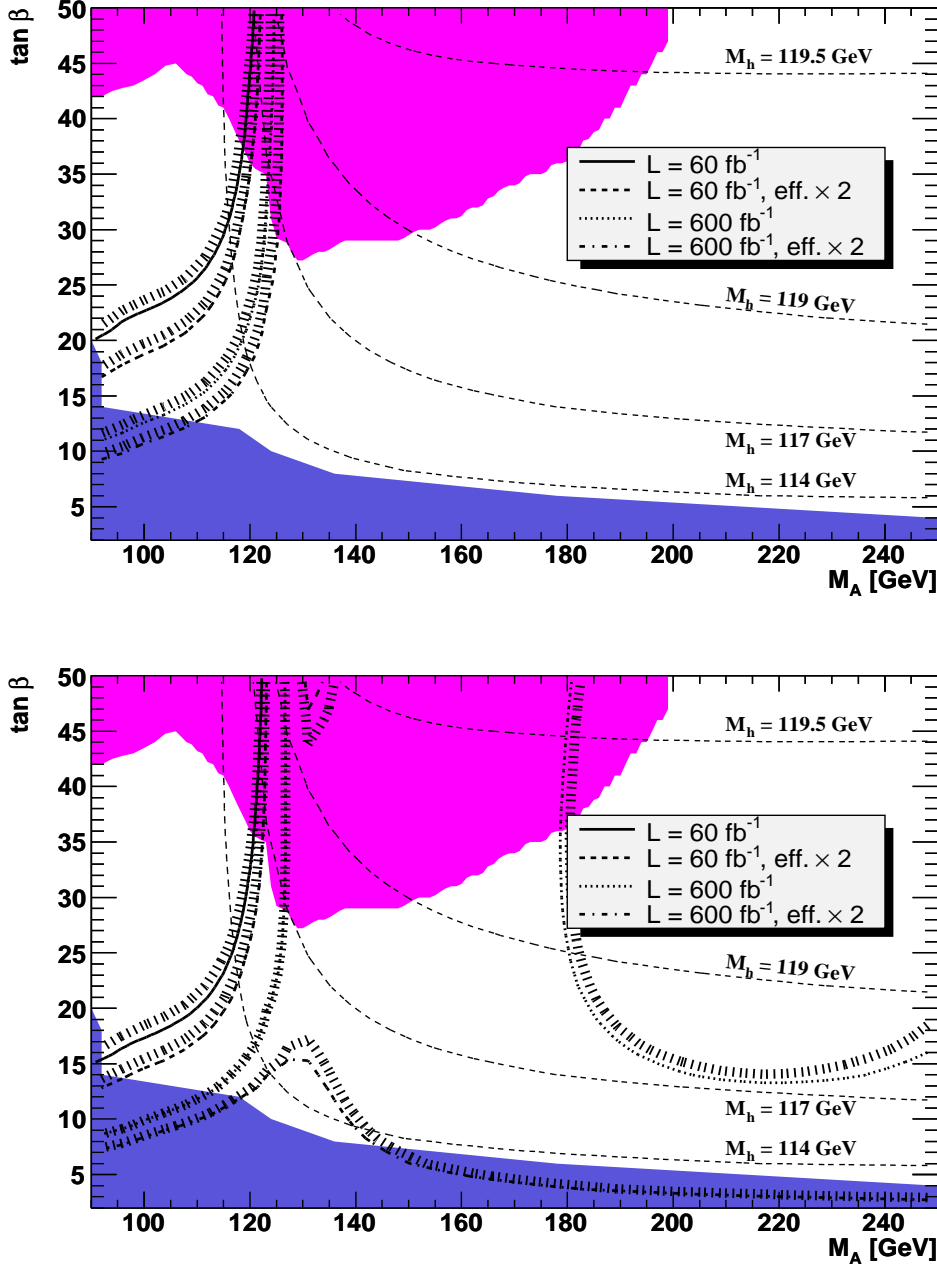 tan β
50
45
40
35
30
25
20
15
10
5
M_h = 119.5 GeV
L = 60 fb⁻¹
L = 60 fb⁻¹, eff. × 2
L = 600 fb⁻¹
L = 600 fb⁻¹, eff. × 2
M_h = 119 GeV
M_h = 117 GeV
M_h = 114 GeV
100 120 140 160 180 200 220 240
M_A [GeV]
tan β
50
45
40
35
30
25
20
15
10
5
M_h = 119.5 GeV
L = 60 fb⁻¹
L = 60 fb⁻¹, eff. × 2
L = 600 fb⁻¹
L = 600 fb⁻¹, eff. × 2
M_h = 119 GeV
M_h = 117 GeV
M_h = 114 GeV
100 120 140 160 180 200 220 240
M_A [GeV]